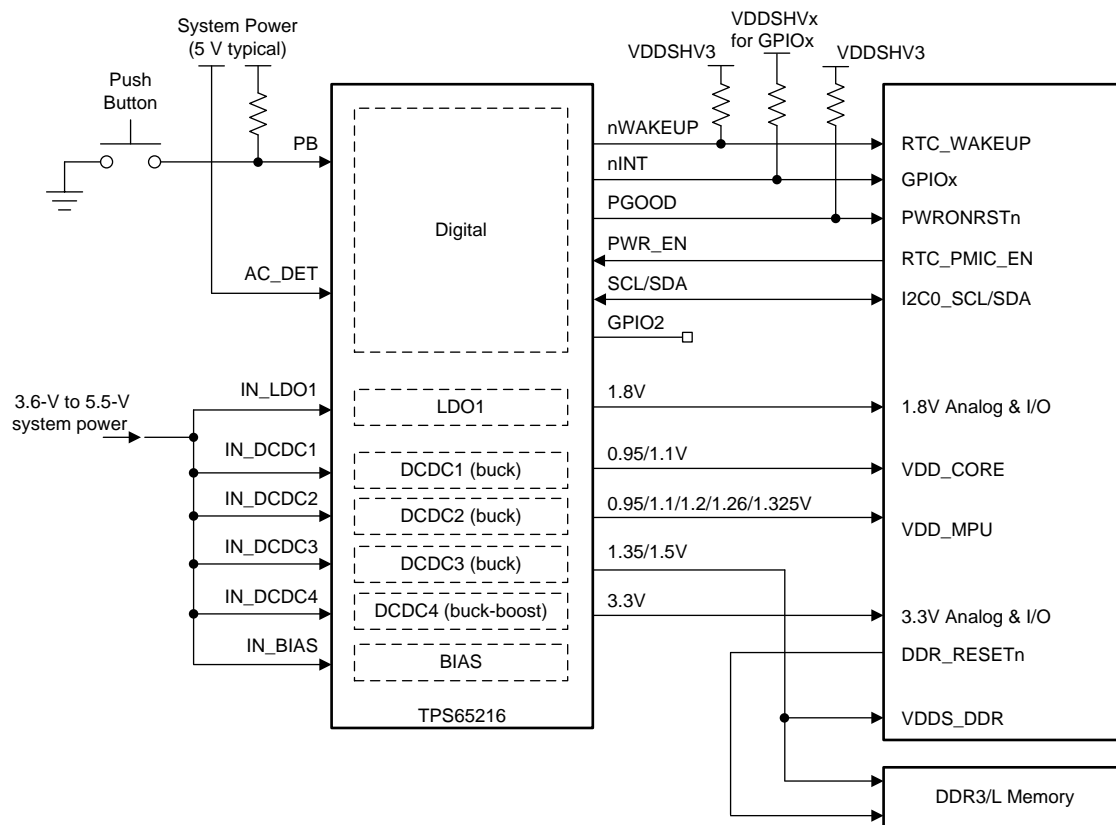 System Power
(5 V typical)
VDDSHVx
for GPIOx
VDDSHV3
VDDSHV3
Push
Button
PB
AC_DET
Digital
nWAKEUP
nINT
PGOOD
PWR_EN
SCL/SDA
GPIO2
RTC_WAKEUP
GPIOx
PWRONRSTn
RTC_PMIC_EN
I2C0_SCL/SDA
3.6-V to 5.5-V
system power
IN_LDO1
IN_DCDC1
IN_DCDC2
IN_DCDC3
IN_DCDC4
IN_BIAS
LDO1
DCDC1 (buck)
DCDC2 (buck)
DCDC3 (buck)
DCDC4 (buck-boost)
BIAS
TPS65216
1.8V
0.95/1.1V
0.95/1.1/1.2/1.26/1.325V
1.35/1.5V
3.3V
1.8V Analog & I/O
VDD_CORE
VDD_MPU
3.3V Analog & I/O
DDR_RESETn
VDDS_DDR
DDR3/L Memory